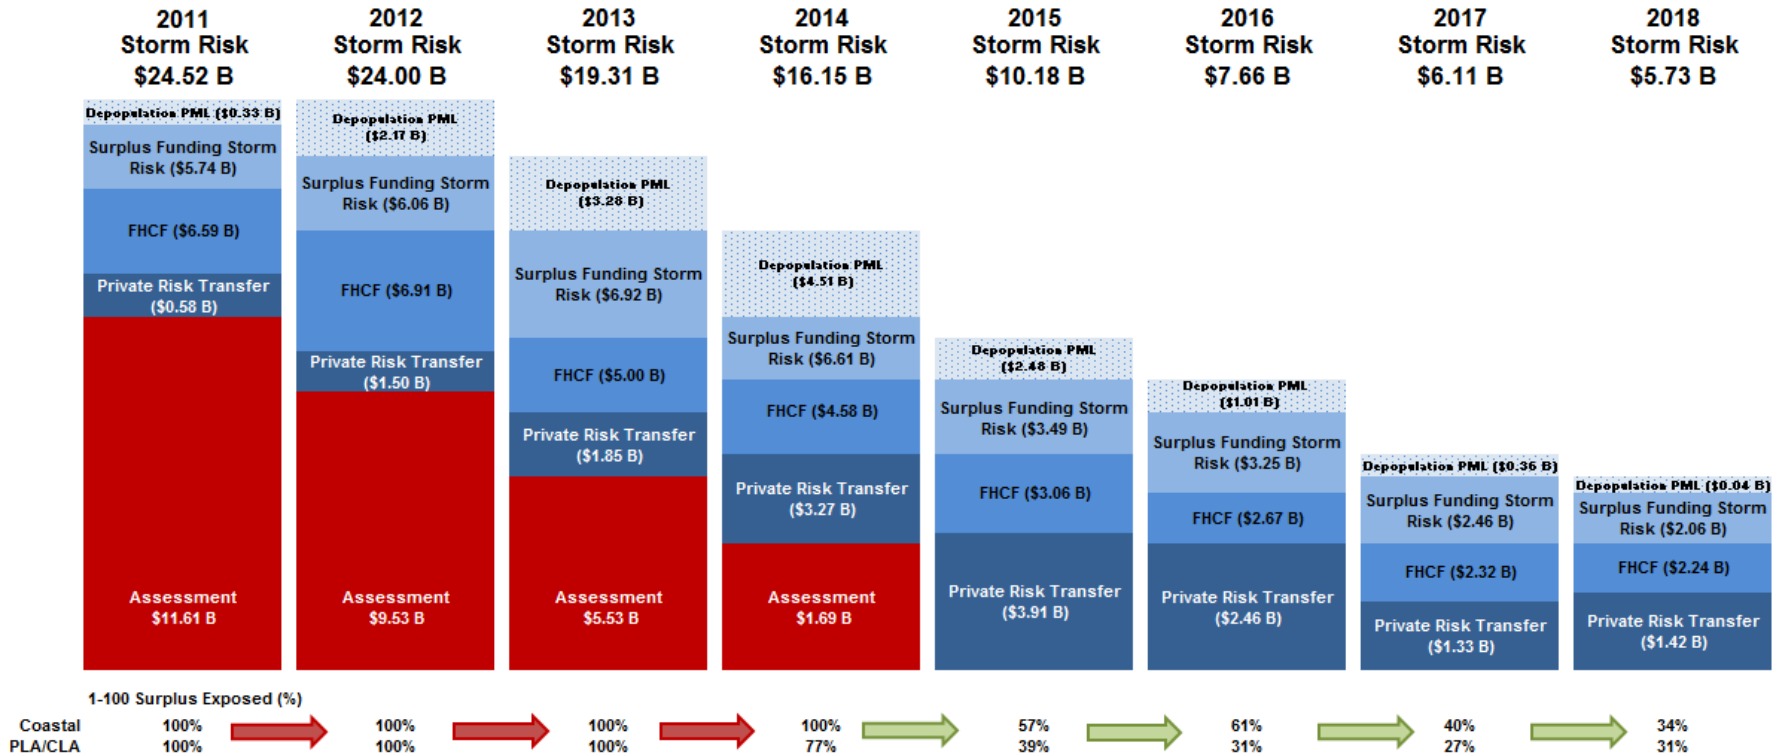 2011
Storm Risk
$24.52 B
2012
Storm Risk
$24.00 B
2013
Storm Risk
$19.31 B
2014
Storm Risk
$16.15 B
2015
Storm Risk
$10.18 B
2016
Storm Risk
$7.66 B
2017
Storm Risk
$6.11 B
2018
Storm Risk
$5.73 B
Depopulation PML ($0.33 B)
Surplus Funding Storm
Risk ($5.74 B)
FHCF ($6.59 B)
Private Risk Transfer
($0.58 B)
Assessment
$11.61 B
Depopulation PML
($2.17 B)
Surplus Funding Storm
Risk ($6.06 B)
FHCF ($6.91 B)
Private Risk Transfer
($1.50 B)
Assessment
$9.53 B
Depopulation PML
($3.28 B)
Surplus Funding Storm
Risk ($6.92 B)
FHCF ($5.00 B)
Private Risk Transfer
($1.85 B)
Assessment
$5.53 B
Depopulation PML
($4.51 B)
Surplus Funding Storm
Risk ($6.61 B)
FHCF ($4.58 B)
Private Risk Transfer
($3.27 B)
Assessment
$1.69 B
Depopulation PML
($2.48 B)
Surplus Funding Storm
Risk ($3.49 B)
FHCF ($3.06 B)
Private Risk Transfer
($3.91 B)
Depopulation PML
($1.01 B)
Surplus Funding Storm
Risk ($3.25 B)
FHCF ($2.67 B)
Private Risk Transfer
($2.46 B)
Depopulation PML ($0.36 B)
Surplus Funding Storm
Risk ($2.46 B)
FHCF ($2.32 B)
Private Risk Transfer
($1.33 B)
Depopulation PML ($0.04 B)
Surplus Funding Storm
Risk ($2.06 B)
FHCF ($2.24 B)
Private Risk Transfer
($1.42 B)
1-100 Surplus Exposed (%)
Coastal 100% 100% 100% 100% 57% 61% 40% 34%
PLA/CLA 100% 100% 100% 77% 39% 31% 27% 31%